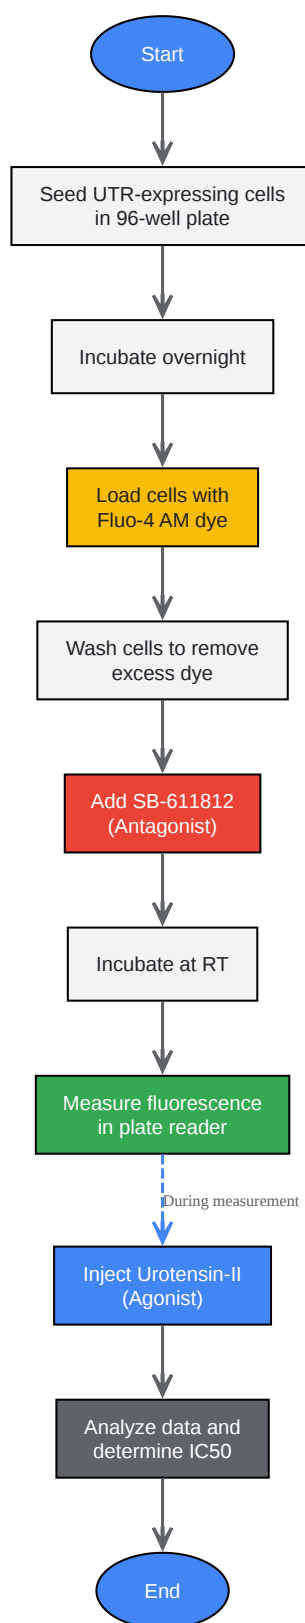 Start
Seed UTR-expressing cells
in 96-well plate
Incubate overnight
Load cells with
Fluo-4 AM dye
Wash cells to remove
excess dye
Add SB-611812
(Antagonist)
Incubate at RT
Measure fluorescence
in plate reader
During measurement
Inject Urotensin-II
(Agonist)
Analyze data and
determine IC50
End